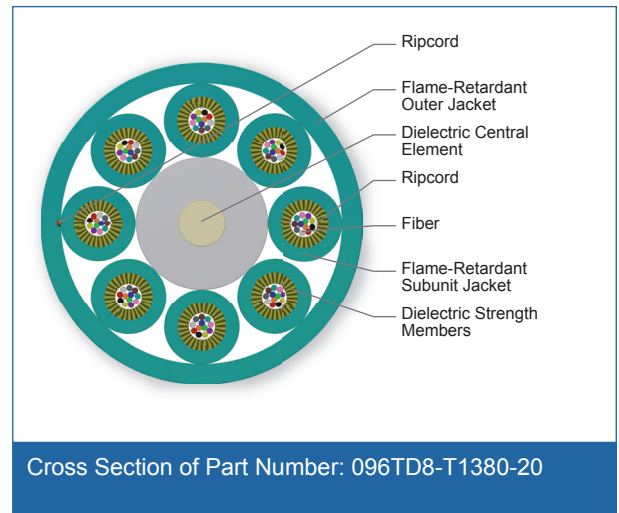 Ripcord
Flame-Retardant
Outer Jacket
Dielectric Central
Element
Ripcord
Fiber
Flame-Retardant
Subunit Jacket
Dielectric Strength
Members
Cross Section of Part Number: 096TD8-T1380-20